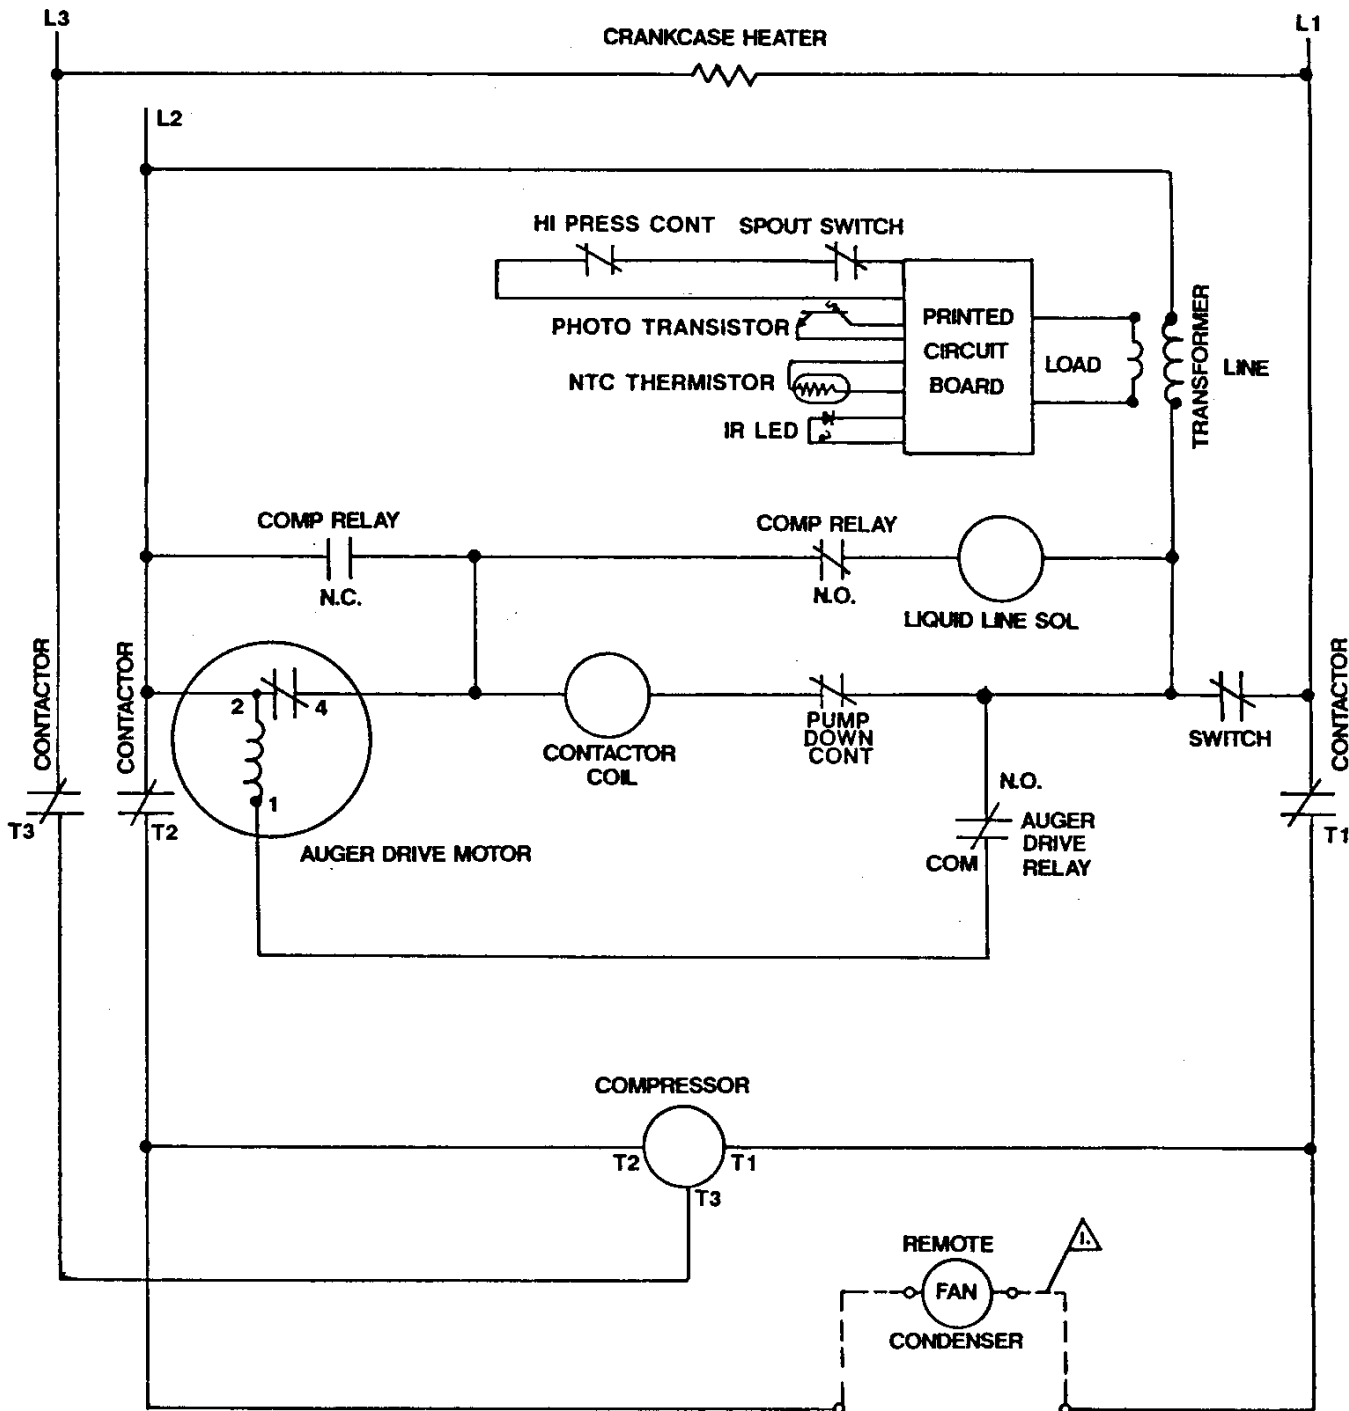 L3
L1
CRANKCASE HEATER
L2
HI PRESS CONT
SPOUT SWITCH
PHOTO TRANSISTOR
NTC THERMISTOR
IR LED
PRINTED
CIRCUIT
BOARD
LOAD
TRANSFORMER
LINE
COMP RELAY
N.C.
COMP RELAY
N.O.
LIQUID LINE SOL
CONTACTOR
CONTACTOR
2
4
1
AUGER DRIVE MOTOR
CONTACTOR
COIL
PUMP
DOWN
CONT
SWITCH
CONTACTOR
N.O.
AUGER
DRIVE
RELAY
COM
T3
T2
T1
COMPRESSOR
T2
T1
T3
REMOTE
FAN
CONDENSER
1.